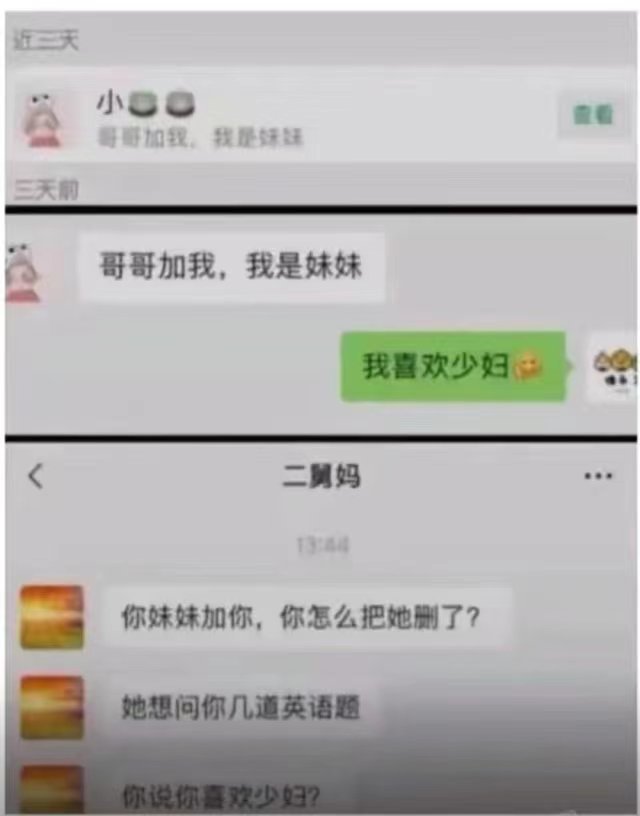 近三天
小
哥哥加我，我是妹妹
查看
三天前
哥哥加我，我是妹妹
我喜欢少妇
二舅妈
13:44
你妹妹加你，你怎么把她删了？
她想问你几道英语题
你说你喜欢少妇？